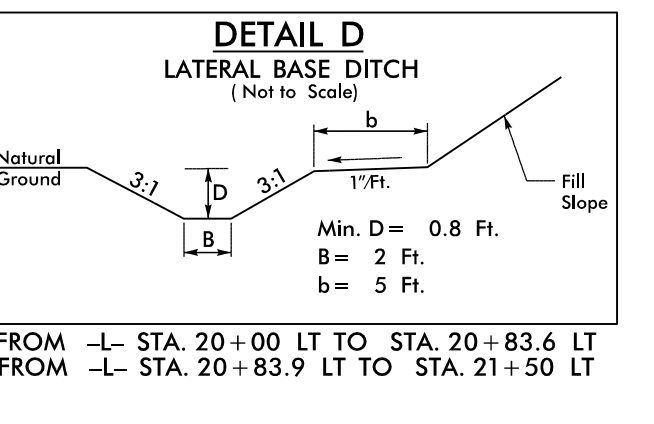 DETAIL D
LATERAL BASE DITCH
( Not to Scale)
b
Natural
Ground
3:1
D
3:1
1"/Ft.
Fill
Slope
B
Min. D= 0.8 Ft.
B= 2 Ft.
b= 5 Ft.
FROM -L- STA. 20+00 LT TO STA. 20+83.6 LT
FROM -L- STA. 20+83.9 LT TO STA. 21+50 LT